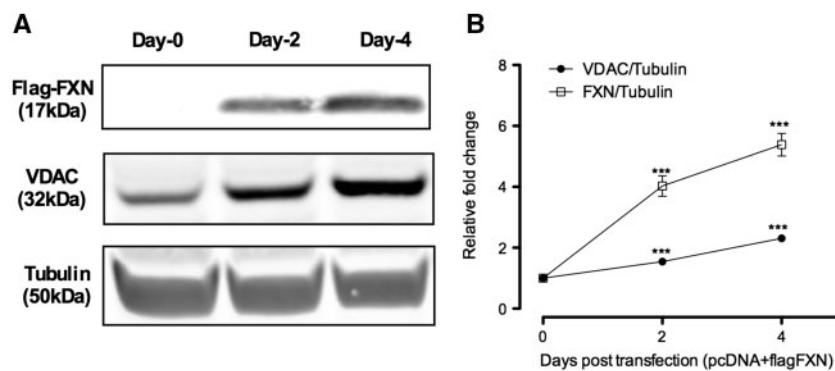 A
Day-0 Day-2 Day-4
Flag-FXN
(17kDa)
VDAC
(32kDa)
Tubulin
(50kDa)
B
8
6
4
2
0
Relative fold change
VDAC/Tubulin
FXN/Tubulin
***
***
***
***
0 2 4
Days post transfection (pcDNA+flagFXN)